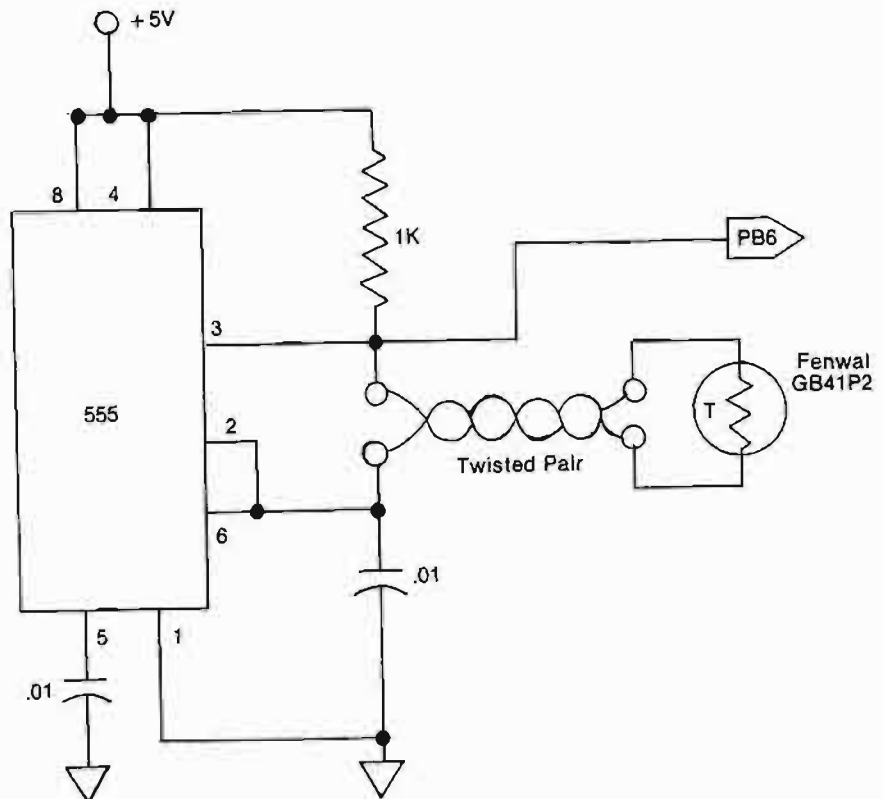 + 5V
8
4
1K
PB6
3
Fenwal
GB41P2
T
555
2
Twisted Pair
6
.01
5
1
.01